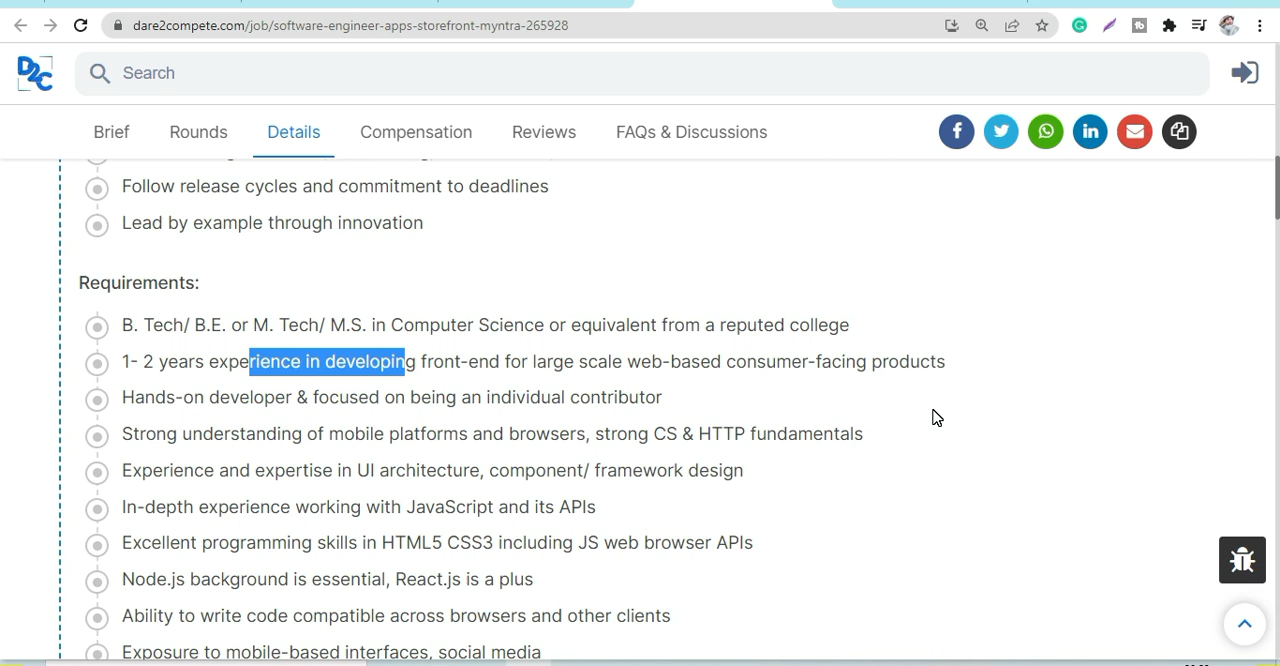 dare2compete.com/job/software-engineer-apps-storefront-myntra-265928
D2C
Search
Brief
Rounds
Details
Compensation
Reviews
FAQs & Discussions
Follow release cycles and commitment to deadlines
Lead by example through innovation
Requirements:
B. Tech/ B.E. or M. Tech/ M.S. in Computer Science or equivalent from a reputed college
1- 2 years experience in developing front-end for large scale web-based consumer-facing products
Hands-on developer & focused on being an individual contributor
Strong understanding of mobile platforms and browsers, strong CS & HTTP fundamentals
Experience and expertise in UI architecture, component/ framework design
In-depth experience working with JavaScript and its APIs
Excellent programming skills in HTML5 CSS3 including JS web browser APIs
Node.js background is essential, React.js is a plus
Ability to write code compatible across browsers and other clients
Exposure to mobile-based interfaces, social media